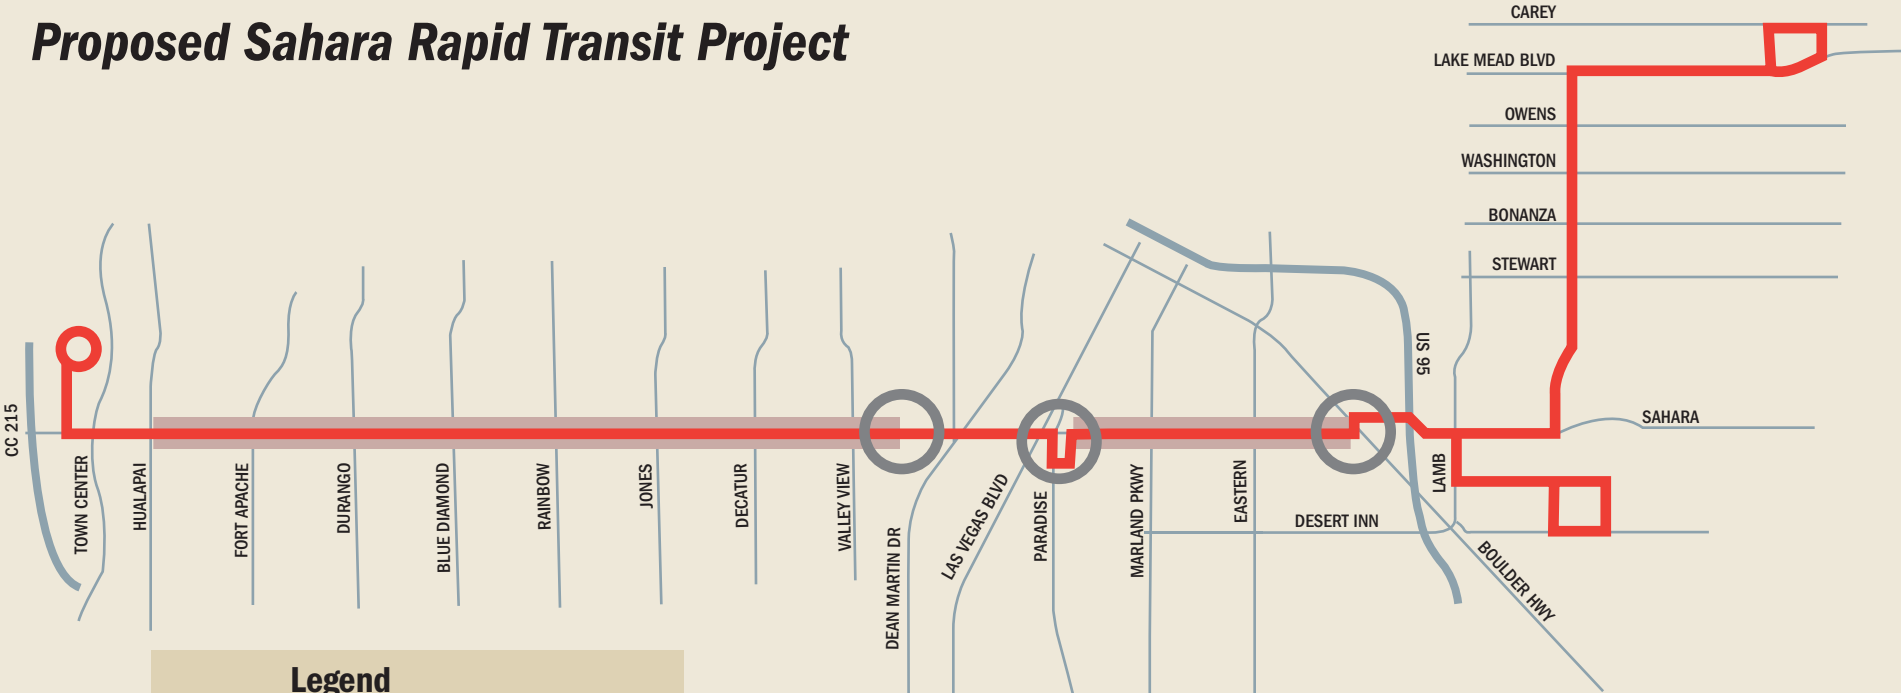 Proposed Sahara Rapid Transit Project
CAREY
LAKE MEAD BLVD
OWENS
WASHINGTON
BONANZA
STEWART
US 95
CC 215
SAHARA
TOWN CENTER
HUALAPAI
FORT APACHE
DURANGO
BLUE DIAMOND
RAINBOW
JONES
DECATUR
VALLEY VIEW
DEAN MARTIN DR
LAS VEGAS BLVD
PARADISE
MARLAND PKWY
EASTERN
DESERT INN
LAMB
BOULDER HWY
Legend